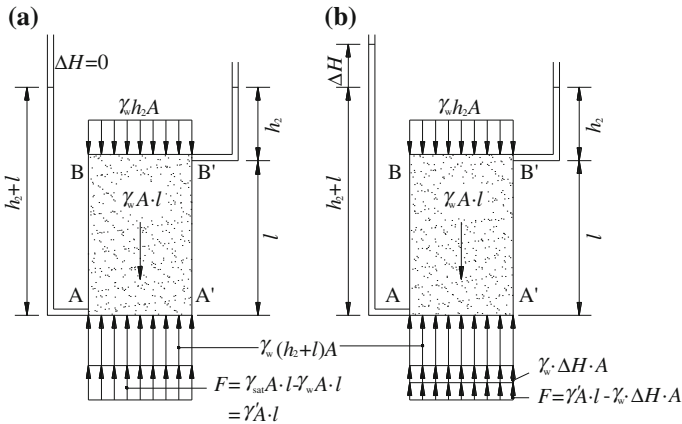 (a)
ΔH=0
γwh₂A
h₂
h₂+l
B
B'
γwA·l
l
A
A'
γw(h₂+l)A
F=γsatA·l-γwA·l
=γ'A·l
(b)
ΔH
γwh₂A
h₂
h₂+l
B
B'
γwA·l
l
A
A'
γw·ΔH·A
F=γ'A·l-γw·ΔH·A